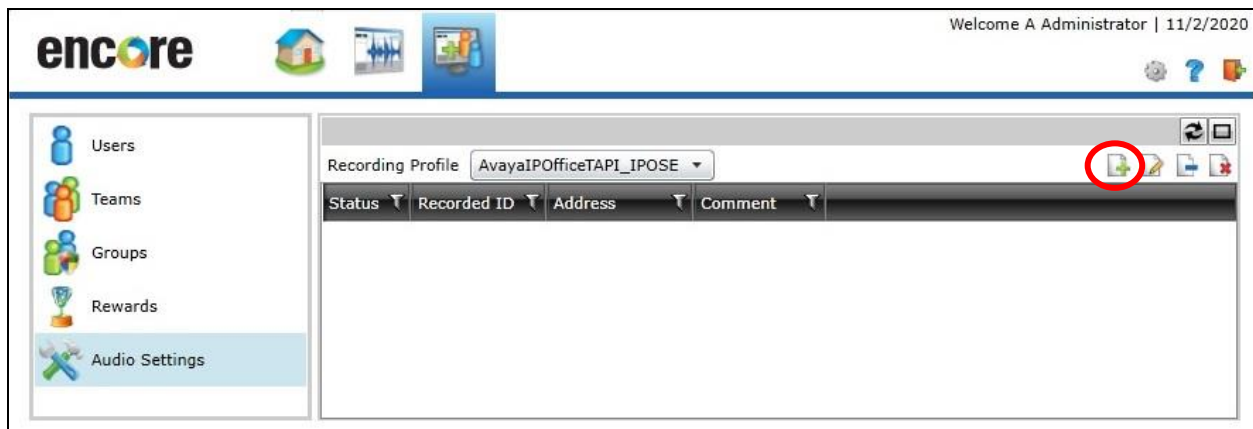 Welcome A Administrator | 11/2/2020
encore
Users
Teams
Groups
Rewards
Audio Settings
Recording Profile AvayaIPOfficeTAPI_IPOSE
Status Recorded ID Address Comment